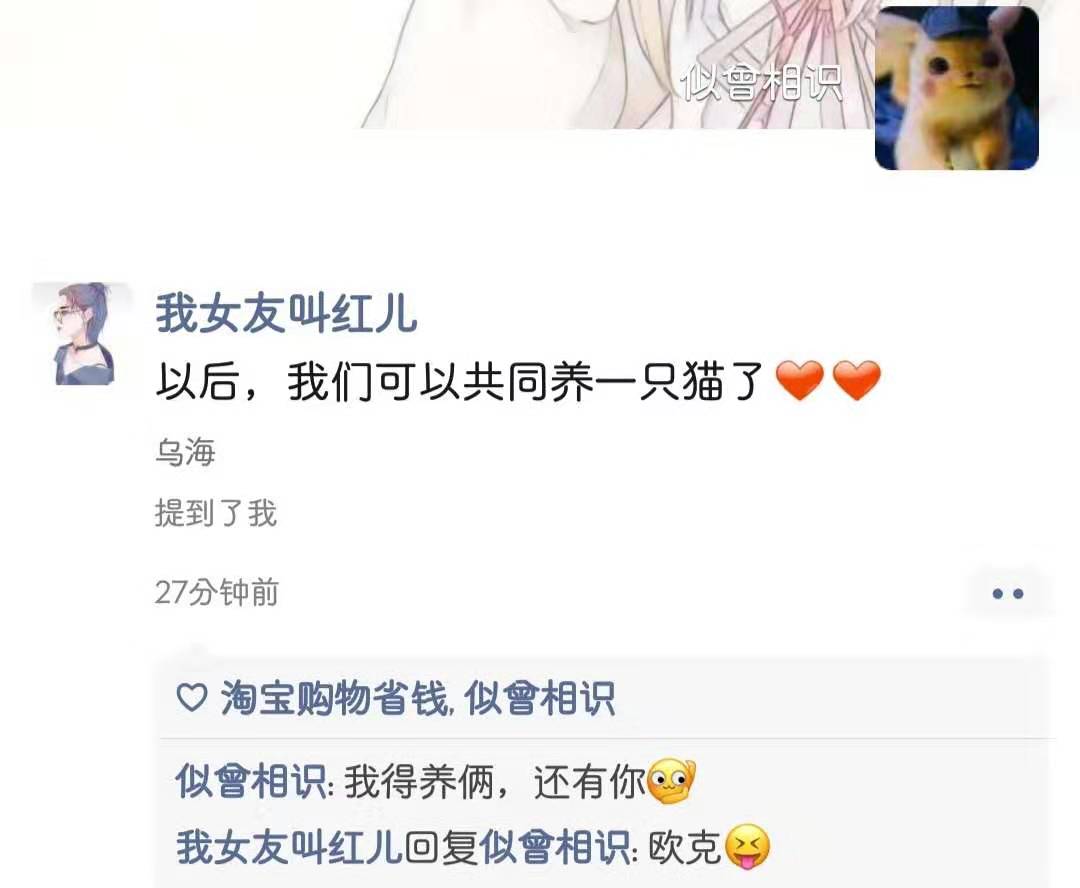 似曾相识
我女友叫红儿
以后，我们可以共同养一只猫了❤️❤️
乌海
提到了我
27分钟前
淘宝购物省钱, 似曾相识
似曾相识: 我得养俩，还有你
我女友叫红儿回复似曾相识: 欧克😝